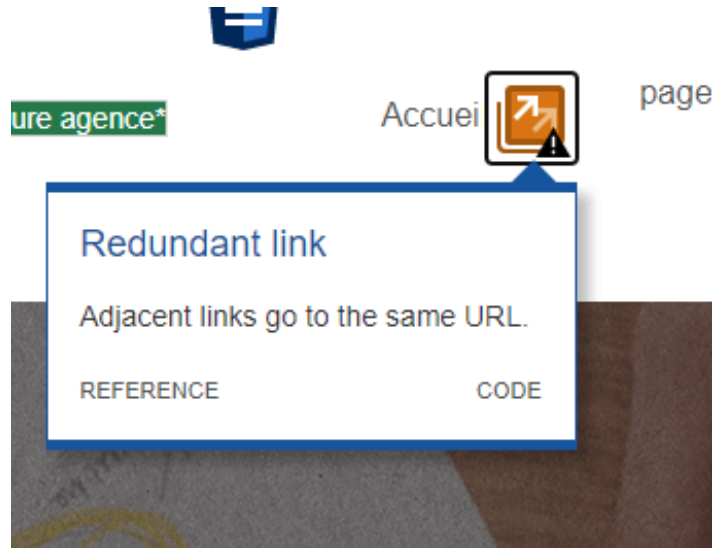 ure agence*
Accuei
page
Redundant link
Adjacent links go to the same URL.
REFERENCE
CODE